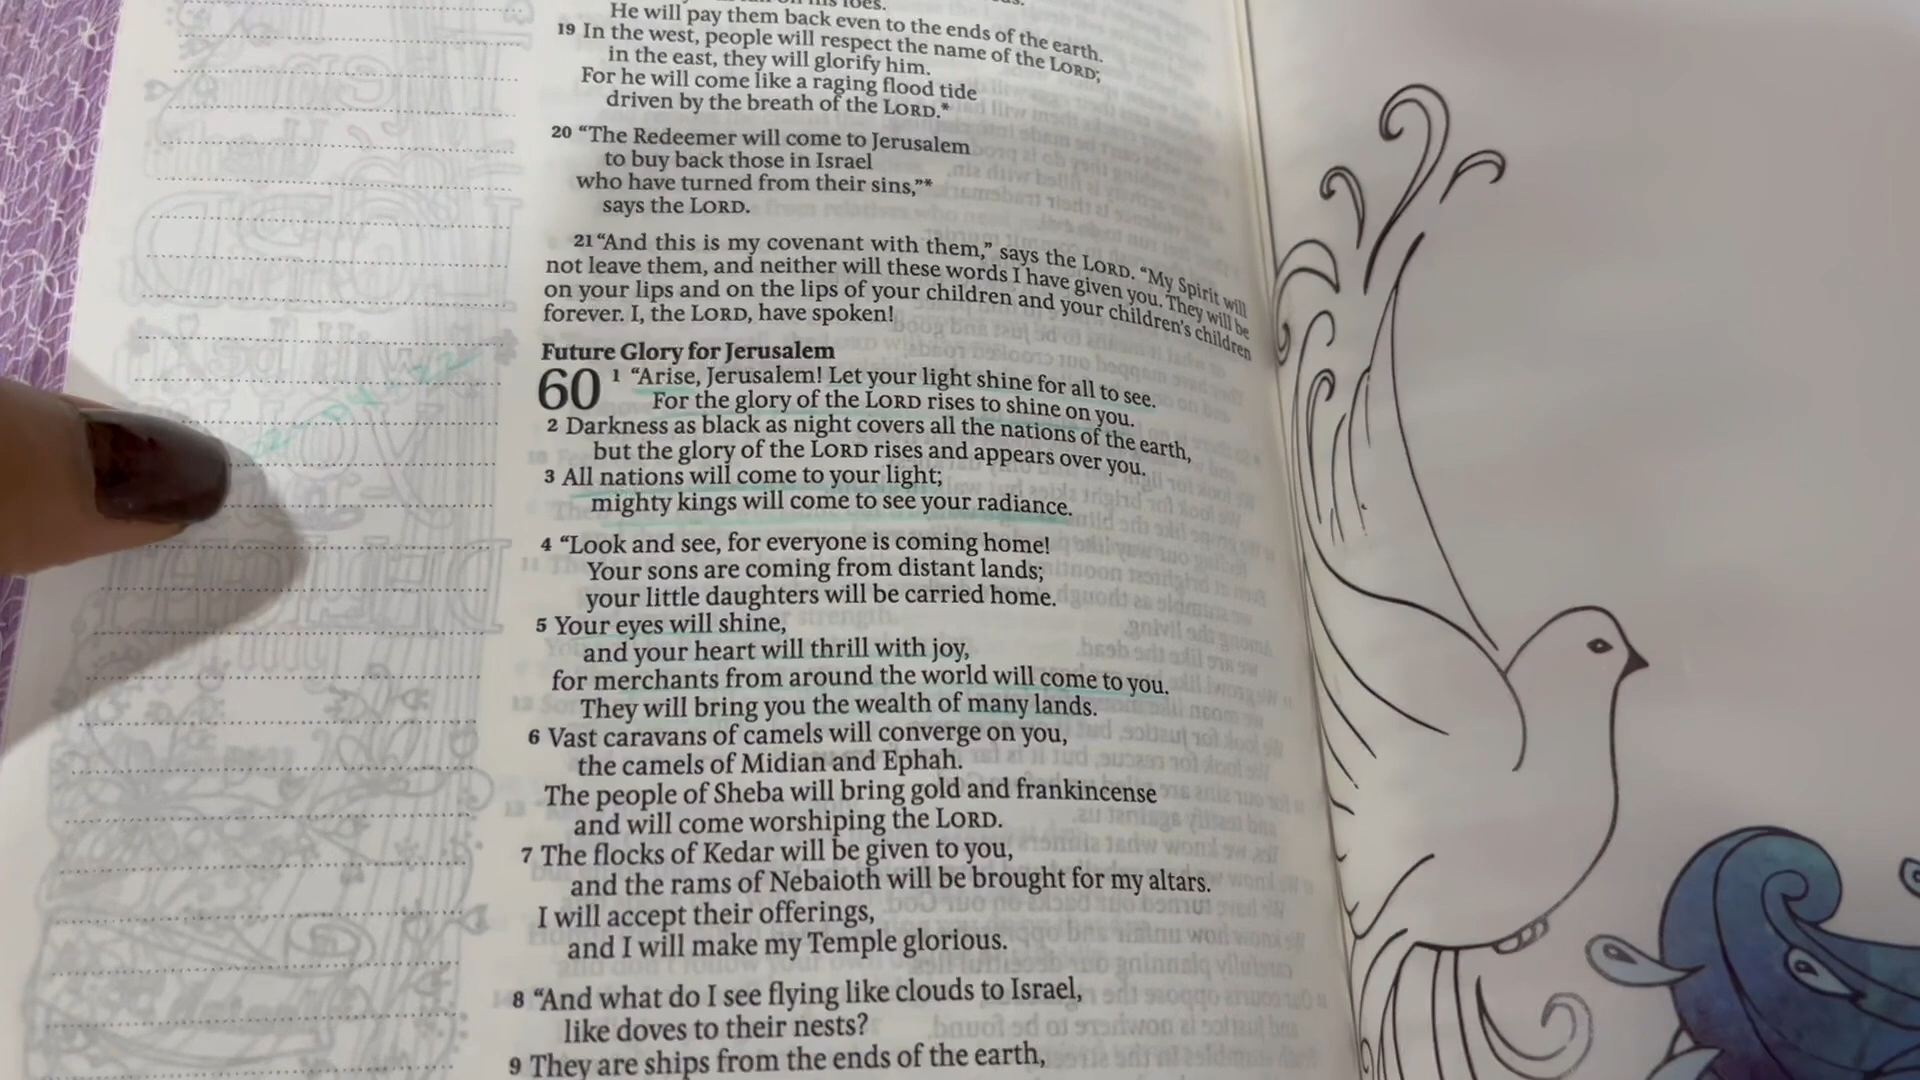 He will pay them back even to the ends of the earth.
19 In the west, people will respect the name of the LORD;
in the east, they will glorify him.
For he will come like a raging flood tide
driven by the breath of the LORD.*
20 “The Redeemer will come to Jerusalem
to buy back those in Israel
who have turned from their sins,”*
says the LORD.
21 “And this is my covenant with them,” says the LORD. “My Spirit will
not leave them, and neither will these words I have given you. They will be
on your lips and on the lips of your children and your children’s children
forever. I, the LORD, have spoken!
Future Glory for Jerusalem
60 1 “Arise, Jerusalem! Let your light shine for all to see.
For the glory of the LORD rises to shine on you.
2 Darkness as black as night covers all the nations of the earth,
but the glory of the LORD rises and appears over you.
3 All nations will come to your light;
mighty kings will come to see your radiance.
4 “Look and see, for everyone is coming home!
Your sons are coming from distant lands;
your little daughters will be carried home.
5 Your eyes will shine,
and your heart will thrill with joy,
for merchants from around the world will come to you.
They will bring you the wealth of many lands.
6 Vast caravans of camels will converge on you,
the camels of Midian and Ephah.
The people of Sheba will bring gold and frankincense
and will come worshiping the LORD.
7 The flocks of Kedar will be given to you,
and the rams of Nebaioth will be brought for my altars.
I will accept their offerings,
and I will make my Temple glorious.
8 “And what do I see flying like clouds to Israel,
like doves to their nests?
9 They are ships from the ends of the earth,